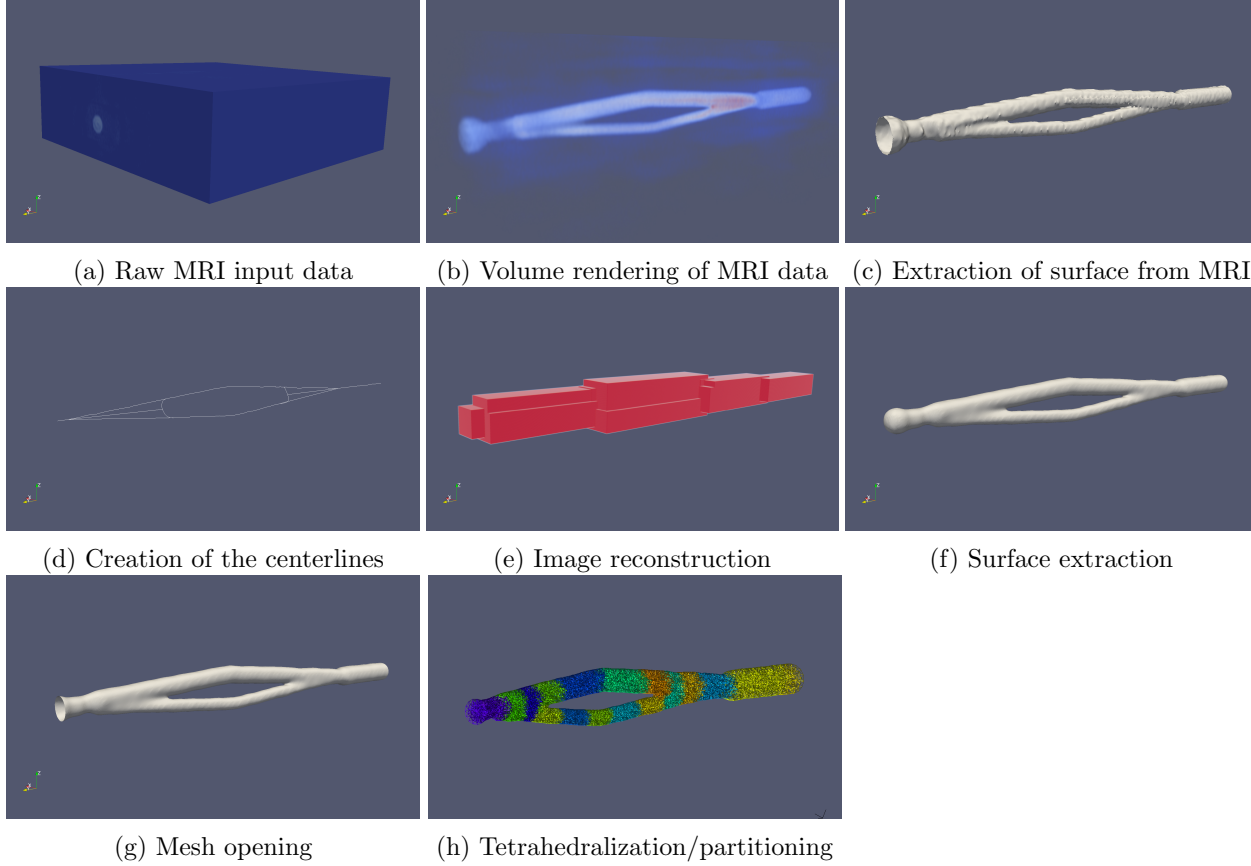 (a) Raw MRI input data
(b) Volume rendering of MRI data
(c) Extraction of surface from MRI
(d) Creation of the centerlines
(e) Image reconstruction
(f) Surface extraction
(g) Mesh opening
(h) Tetrahedralization/partitioning